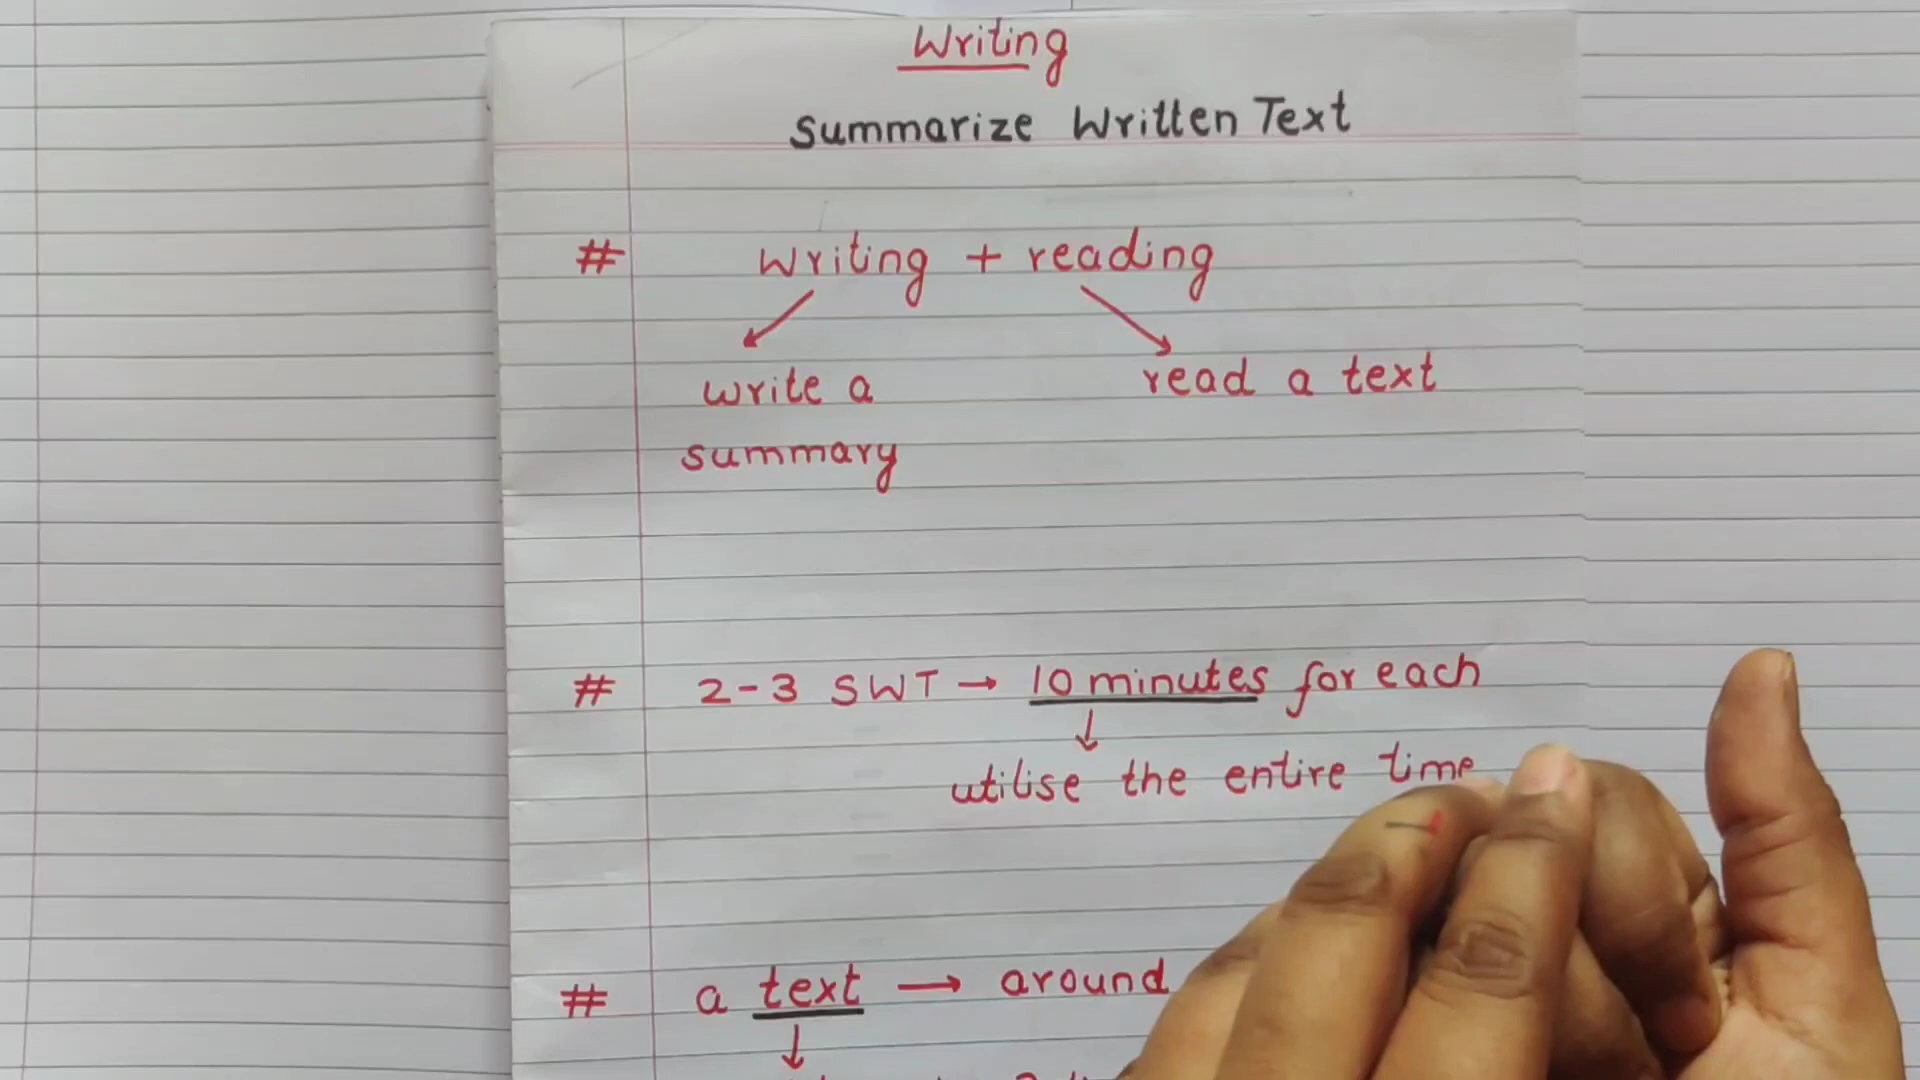 Writing
Summarize Written Text
# writing + reading
write a
read a text
summary
# 2-3 SWT → 10 minutes for each
↓
utilise the entire time
# a text → around
↓